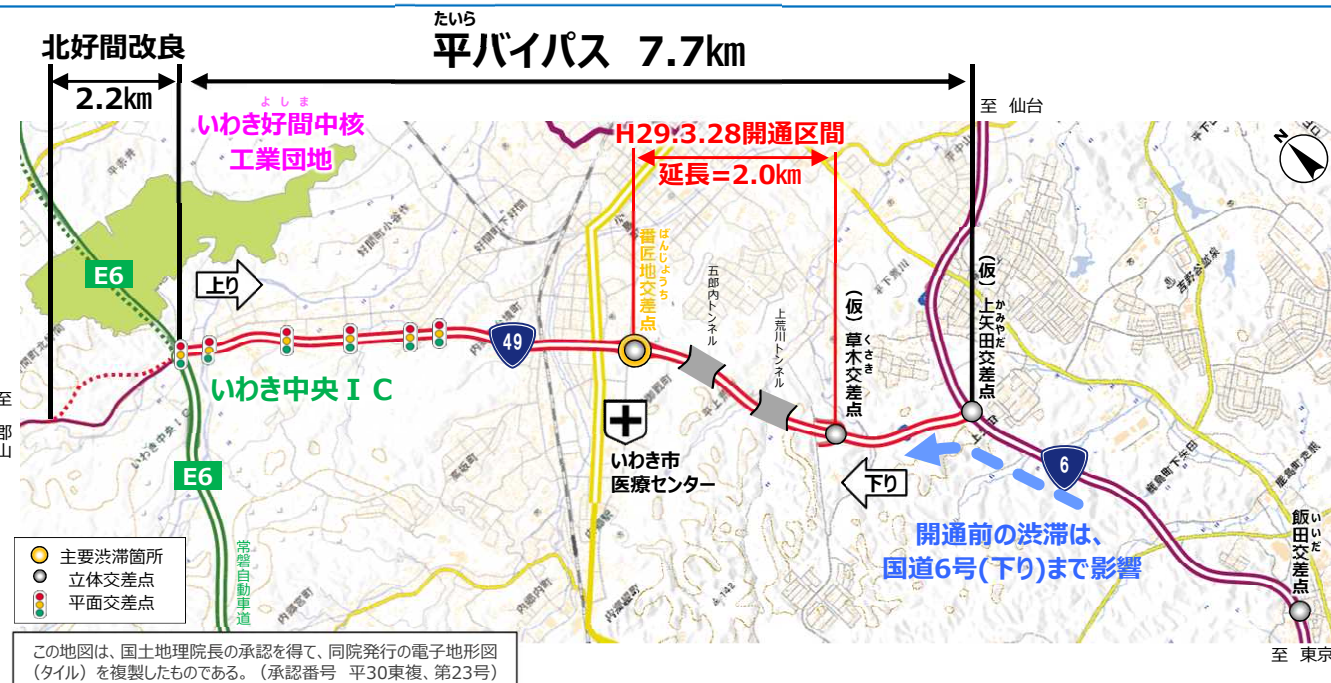 たいら
平バイパス 7.7km
北好間改良
2.2km
よしま
いわき好間中核
工業団地
H29.3.28開通区間
延長=2.0km
至 仙台
N
E6
上り
ばんじょうち
番匠地交差点
五郎内トンネル
上荒川トンネル
(仮) 草木交差点
くさき
(仮) 上矢田交差点
かみやだ
49
いわき中央IC
至 郡山
いわき市
医療センター
下り
6
E6
開通前の渋滞は、
国道6号(下り)まで影響
飯田交差点
いいだ
常磐自動車道
主要渋滞箇所
立体交差点
平面交差点
至 東京
この地図は、国土地理院長の承認を得て、同院発行の電子地形図
(タイル)を複製したものである。(承認番号 平30東複、第23号)